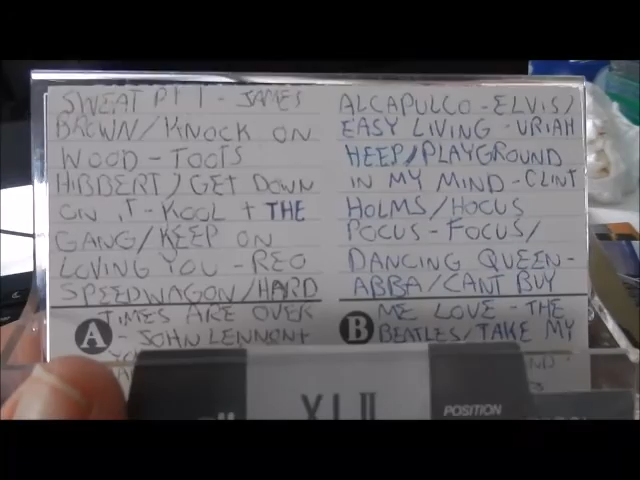 SWEAT PT 1 - JAMES
BROWN/KNOCK ON
WOOD - TOOTS
HIBBERT/GET DOWN
ON IT - KOOL + THE
GANG/KEEP ON
LOVING YOU - REO
SPEEDWAGON/HARD
A TIMES ARE OVER
- JOHN LENNON+
ALCAPULCO - ELVIS/
EASY LIVING - URIAH
HEEP/PLAYGROUND
IN MY MIND - CLINT
HOLMS/HOCUS
POCUS - FOCUS/
DANCING QUEEN -
ABBA/CANT BUY
B ME LOVE - THE
BEATLES/TAKE MY
XLII
POSITION